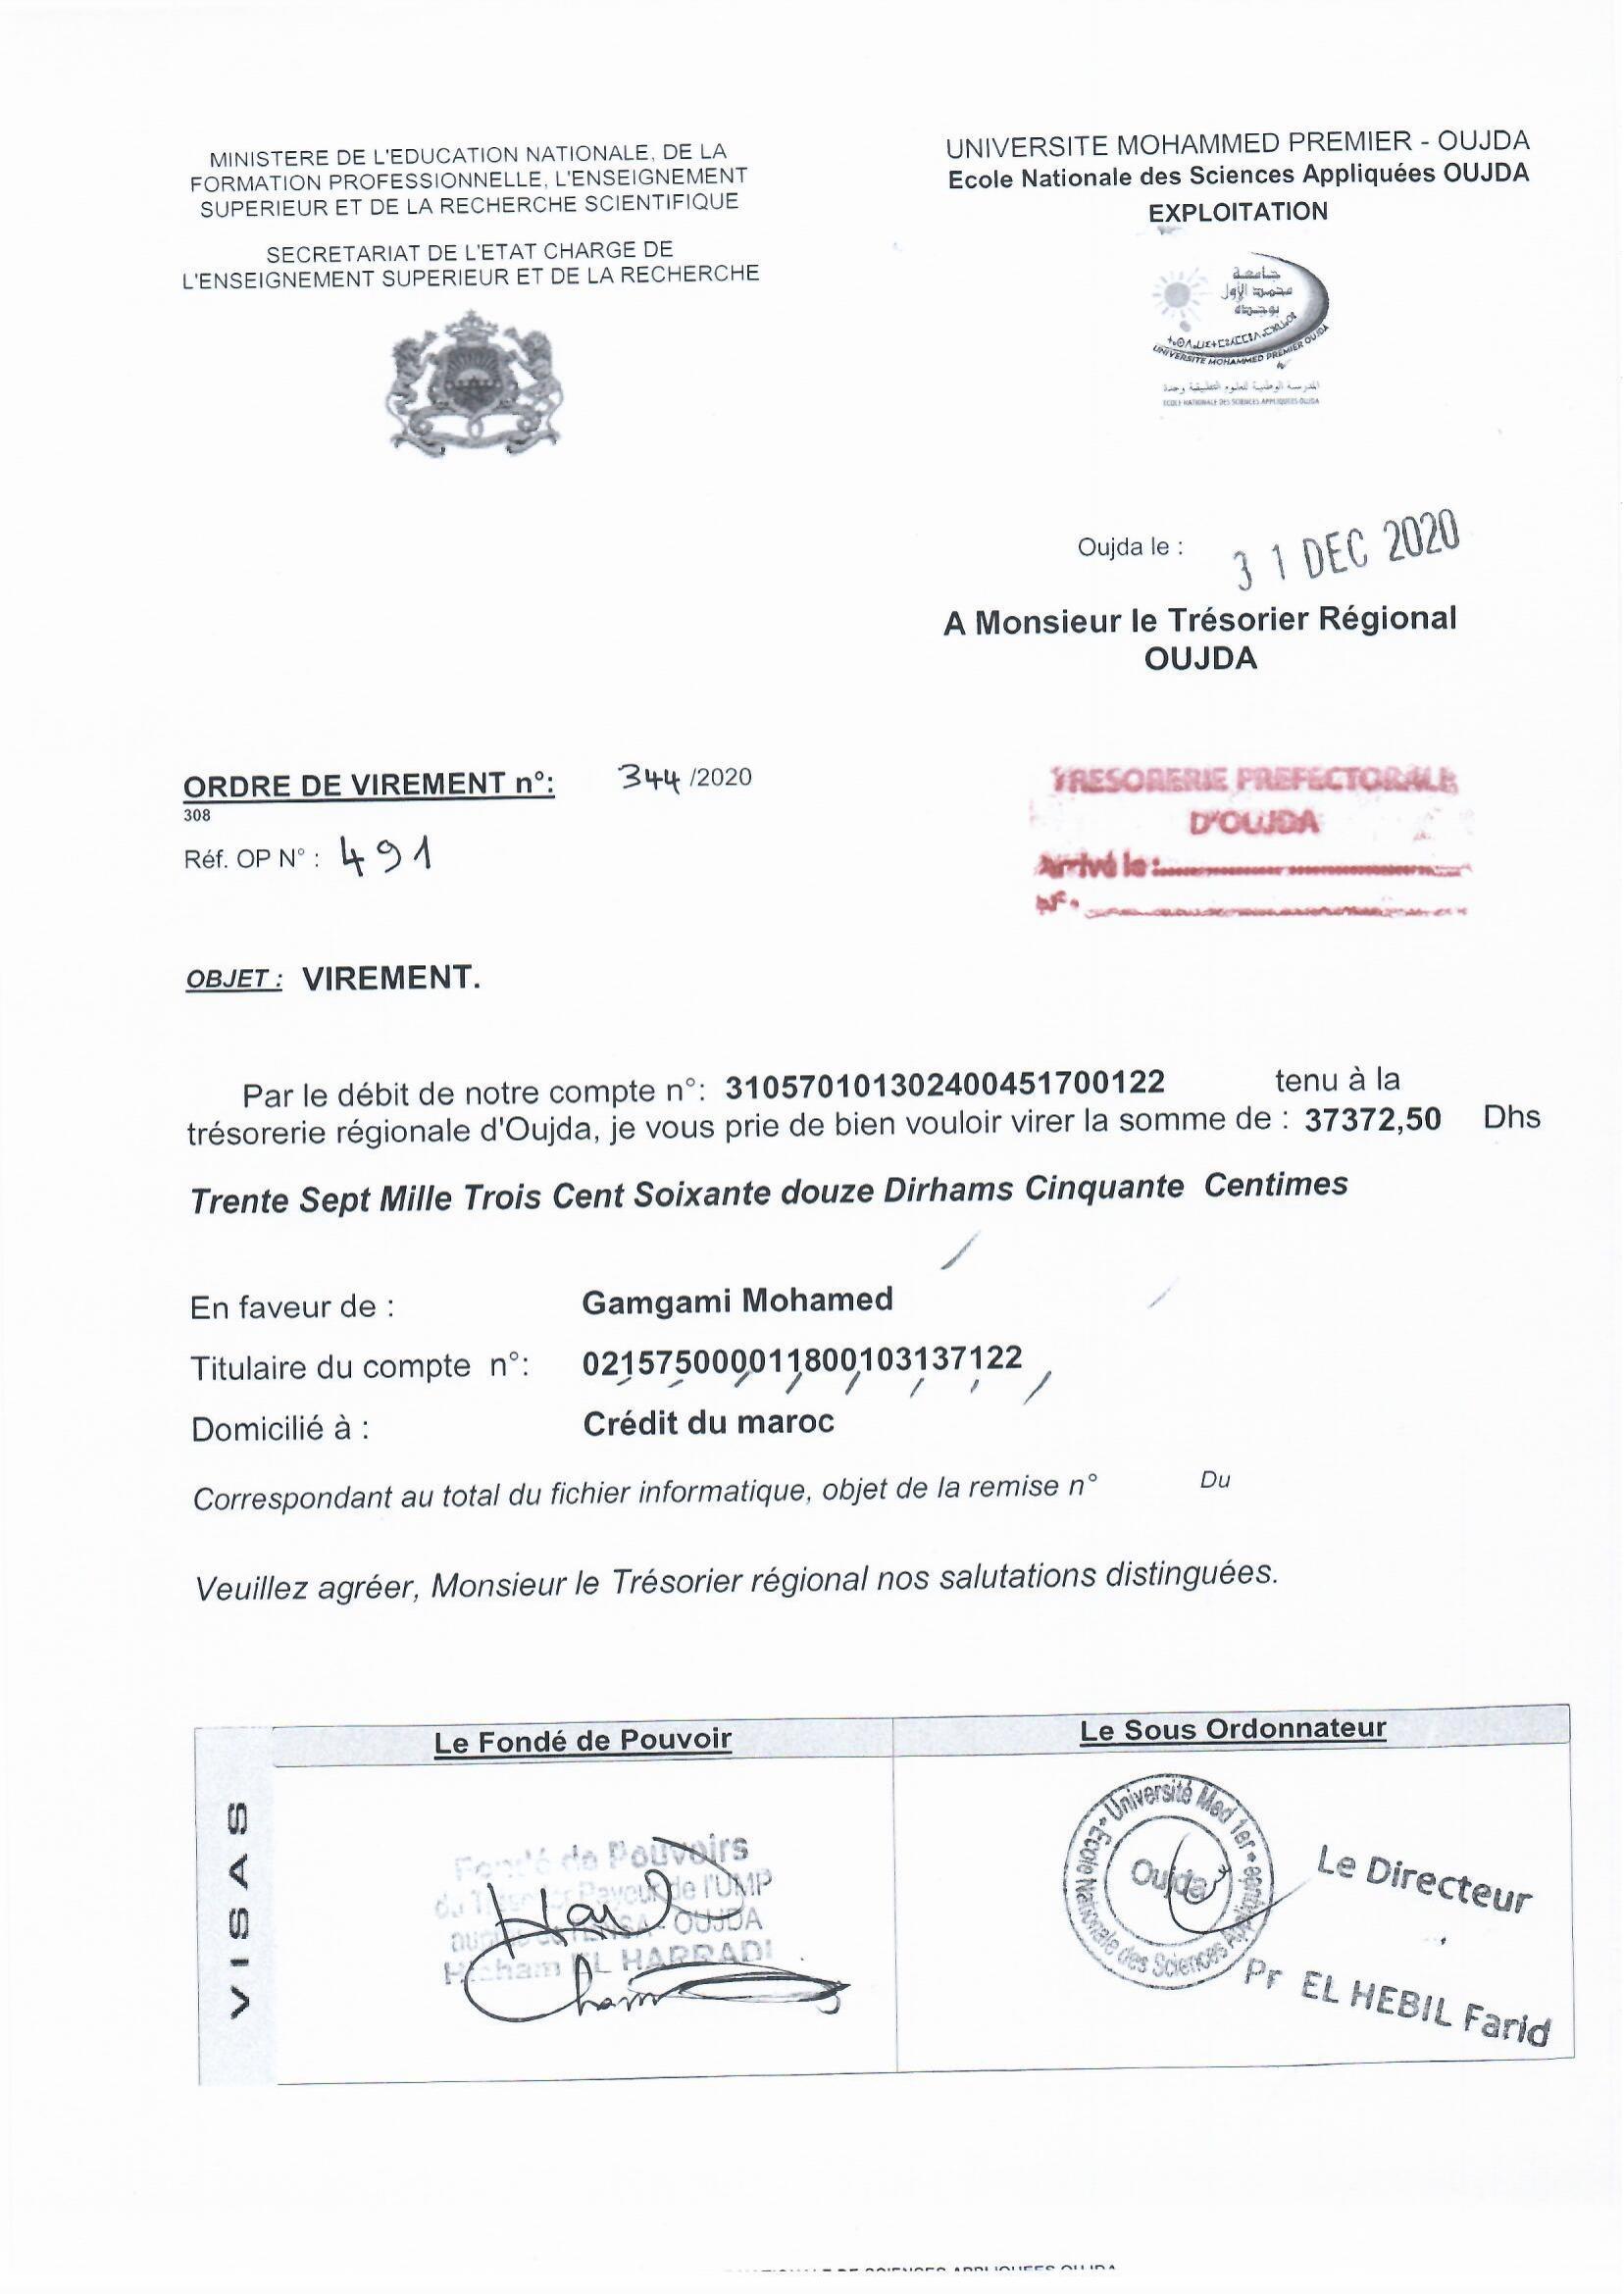 MINISTERE DE L'EDUCATION NATIONALE, DE LA
FORMATION PROFESSIONNELLE, L'ENSEIGNEMENT
SUPERIEUR ET DE LA RECHERCHE SCIENTIFIQUE
SECRETARIAT DE L'ETAT CHARGE DE
L'ENSEIGNEMENT SUPERIEUR ET DE LA RECHERCHE
UNIVERSITE MOHAMMED PREMIER - OUJDA
Ecole Nationale des Sciences Appliquées OUJDA
EXPLOITATION
جامعة
محمد الأول
بوجدة
UNIVERSITE MOHAMMED PREMIER OUJDA
المدرسة الوطنية للعلوم التطبيقية وجدة
ECOLE NATIONALE DES SCIENCES APPLIQUEES OUJDA
Oujda le : 31 DEC 2020
A Monsieur le Trésorier Régional
OUJDA
ORDRE DE VIREMENT n°: 344 /2020
308
Réf. OP N° : 491
TRESORERIE PREFECTORALE
D'OUJDA
Arrivé le :
N° :
OBJET : VIREMENT.
Par le débit de notre compte n°: 310570101302400451700122 tenu à la
trésorerie régionale d'Oujda, je vous prie de bien vouloir virer la somme de : 37372,50 Dhs
Trente Sept Mille Trois Cent Soixante douze Dirhams Cinquante Centimes
En faveur de : Gamgami Mohamed
Titulaire du compte n°: 021575000011800103137122
Domicilié à : Crédit du maroc
Correspondant au total du fichier informatique, objet de la remise n° Du
Veuillez agréer, Monsieur le Trésorier régional nos salutations distinguées.
VISAS
Le Fondé de Pouvoir
Le Sous Ordonnateur
Fondé de Pouvoirs
du Trésorier Payeur de l'UMP
ENSA - OUJDA
Hicham EL HARRADI
Université Med 1er * Ecole Nationale des Sciences Appliquées *
Oujda
Le Directeur
Pr EL HEBIL Farid